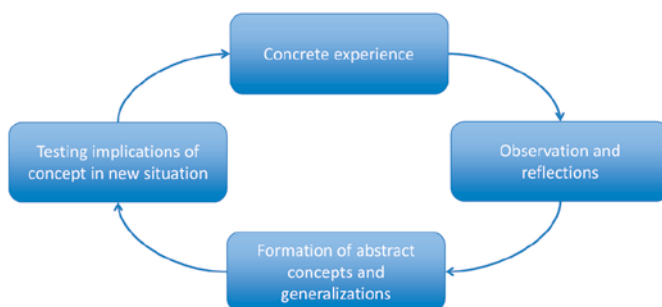 Concrete experience
Observation and
reflections
Formation of abstract
concepts and
generalizations
Testing implications of
concept in new situation